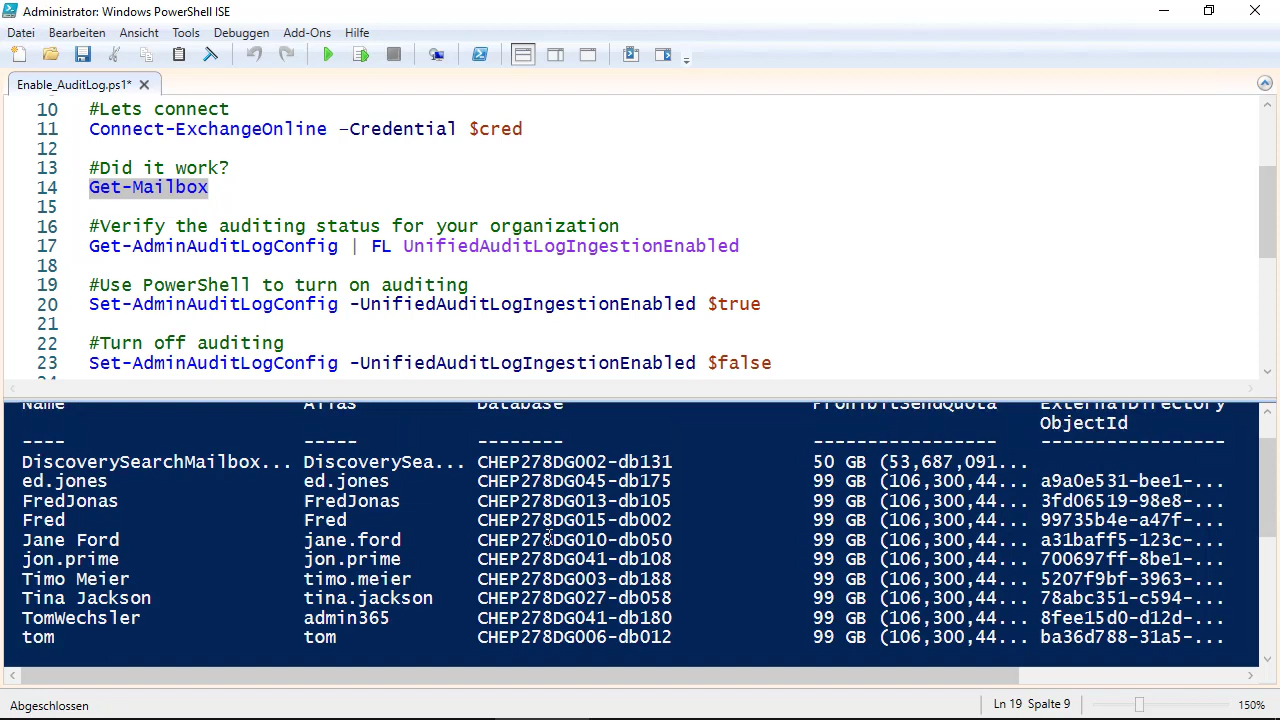 Administrator: Windows PowerShell ISE
Datei Bearbeiten Ansicht Tools Debuggen Add-Ons Hilfe
Enable_AuditLog.ps1*
10 #Lets connect
11 Connect-ExchangeOnline –Credential $cred
12
13 #Did it work?
14 Get-Mailbox
15
16 #Verify the auditing status for your organization
17 Get-AdminAuditLogConfig | FL UnifiedAuditLogIngestionEnabled
18
19 #Use PowerShell to turn on auditing
20 Set-AdminAuditLogConfig -UnifiedAuditLogIngestionEnabled $true
21
22 #Turn off auditing
23 Set-AdminAuditLogConfig -UnifiedAuditLogIngestionEnabled $false
Name Alias Database ProhibitSendQuota ExternalDirectory
ObjectId
---- ----- -------- ----------------- -----------------
DiscoverySearchMailbox... DiscoverySea... CHEP278DG002-db131 50 GB (53,687,091...
ed.jones ed.jones CHEP278DG045-db175 99 GB (106,300,44... a9a0e531-bee1-...
FredJonas FredJonas CHEP278DG013-db105 99 GB (106,300,44... 3fd06519-98e8-...
Fred Fred CHEP278DG015-db002 99 GB (106,300,44... 99735b4e-a47f-...
Jane Ford jane.ford CHEP278DG010-db050 99 GB (106,300,44... a31baff5-123c-...
jon.prime jon.prime CHEP278DG041-db108 99 GB (106,300,44... 700697ff-8be1-...
Timo Meier timo.meier CHEP278DG003-db188 99 GB (106,300,44... 5207f9bf-3963-...
Tina Jackson tina.jackson CHEP278DG027-db058 99 GB (106,300,44... 78abc351-c594-...
TomWechsler admin365 CHEP278DG041-db180 99 GB (106,300,44... 8fee15d0-d12d-...
tom tom CHEP278DG006-db012 99 GB (106,300,44... ba36d788-31a5-...
Abgeschlossen Ln 19 Spalte 9 150%